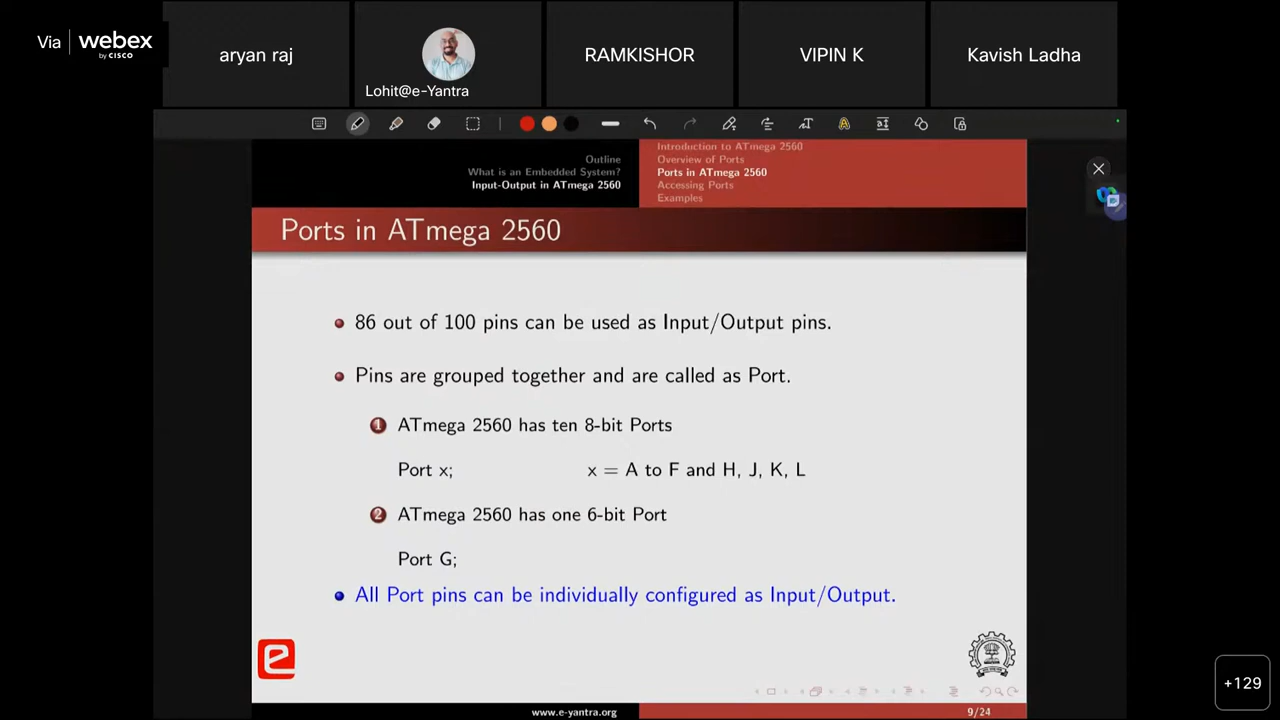 Via webex
by CISCO
aryan raj
Lohit@e-Yantra
RAMKISHOR
VIPIN K
Kavish Ladha
Outline
What is an Embedded System?
Input-Output in ATmega 2560
Introduction to ATmega 2560
Overview of Ports
Ports in ATmega 2560
Accessing Ports
Examples
Ports in ATmega 2560
86 out of 100 pins can be used as Input/Output pins.
Pins are grouped together and are called as Port.
1 ATmega 2560 has ten 8-bit Ports
Port x; x = A to F and H, J, K, L
2 ATmega 2560 has one 6-bit Port
Port G;
All Port pins can be individually configured as Input/Output.
www.e-yantra.org
9/24
+129